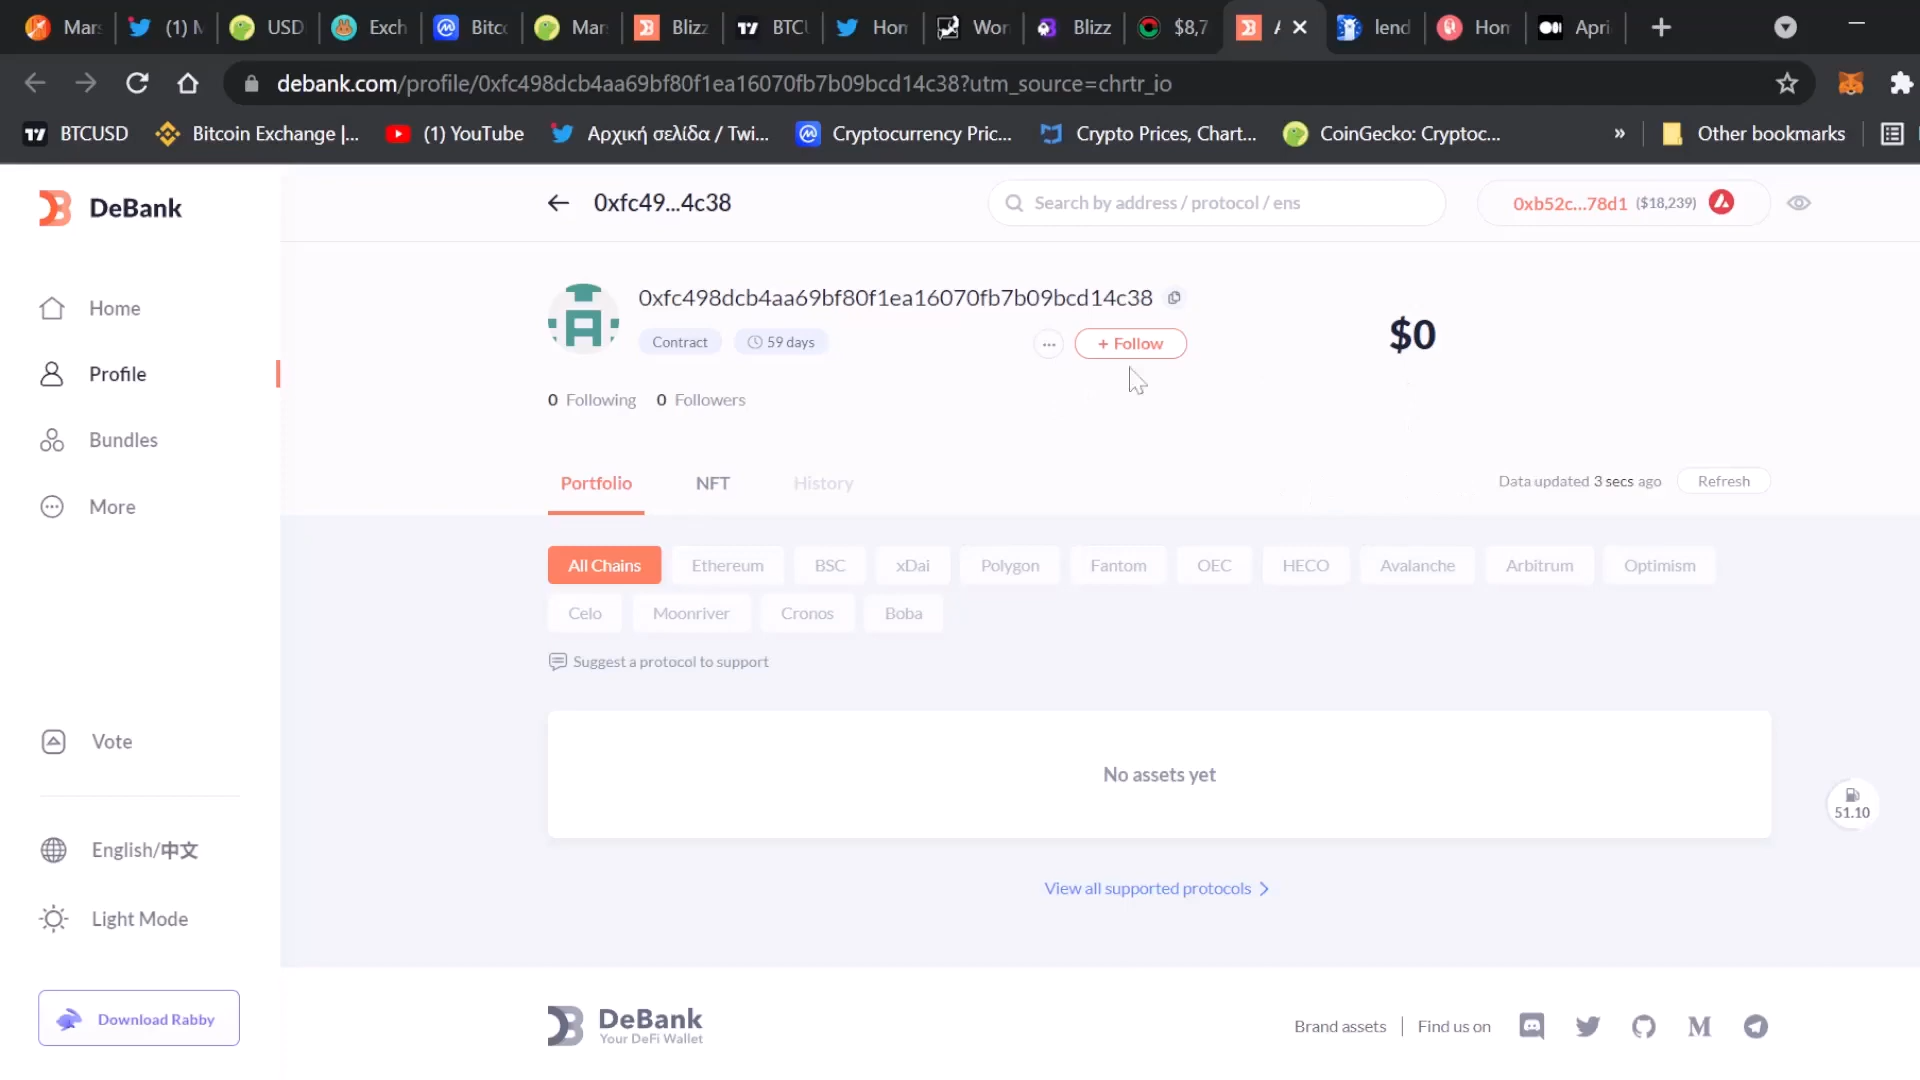 Mars (1) M USD Exch Bitco Mar Blizz BTCU Hom Wor Blizz $8,7 A lend Hom Apri
debank.com/profile/0xfc498dcb4aa69bf80f1ea16070fb7b09bcd14c38?utm_source=chrtr_io
BTCUSD Bitcoin Exchange |... (1) YouTube Αρχική σελίδα / Twi... Cryptocurrency Pric... Crypto Prices, Chart... CoinGecko: Cryptoc... » Other bookmarks
DeBank
0xfc49...4c38
Search by address / protocol / ens
0xb52c...78d1 ($18,239)
0xfc498dcb4aa69bf80f1ea16070fb7b09bcd14c38
Contract 59 days
+ Follow
$0
0 Following 0 Followers
Home
Profile
Bundles
More
Portfolio NFT History
Data updated 3 secs ago Refresh
All Chains Ethereum BSC xDai Polygon Fantom OEC HECO Avalanche Arbitrum Optimism
Celo Moonriver Cronos Boba
Suggest a protocol to support
No assets yet
View all supported protocols >
51.10
Vote
English/中文
Light Mode
Download Rabby
DeBank
Your DeFi Wallet
Brand assets | Find us on